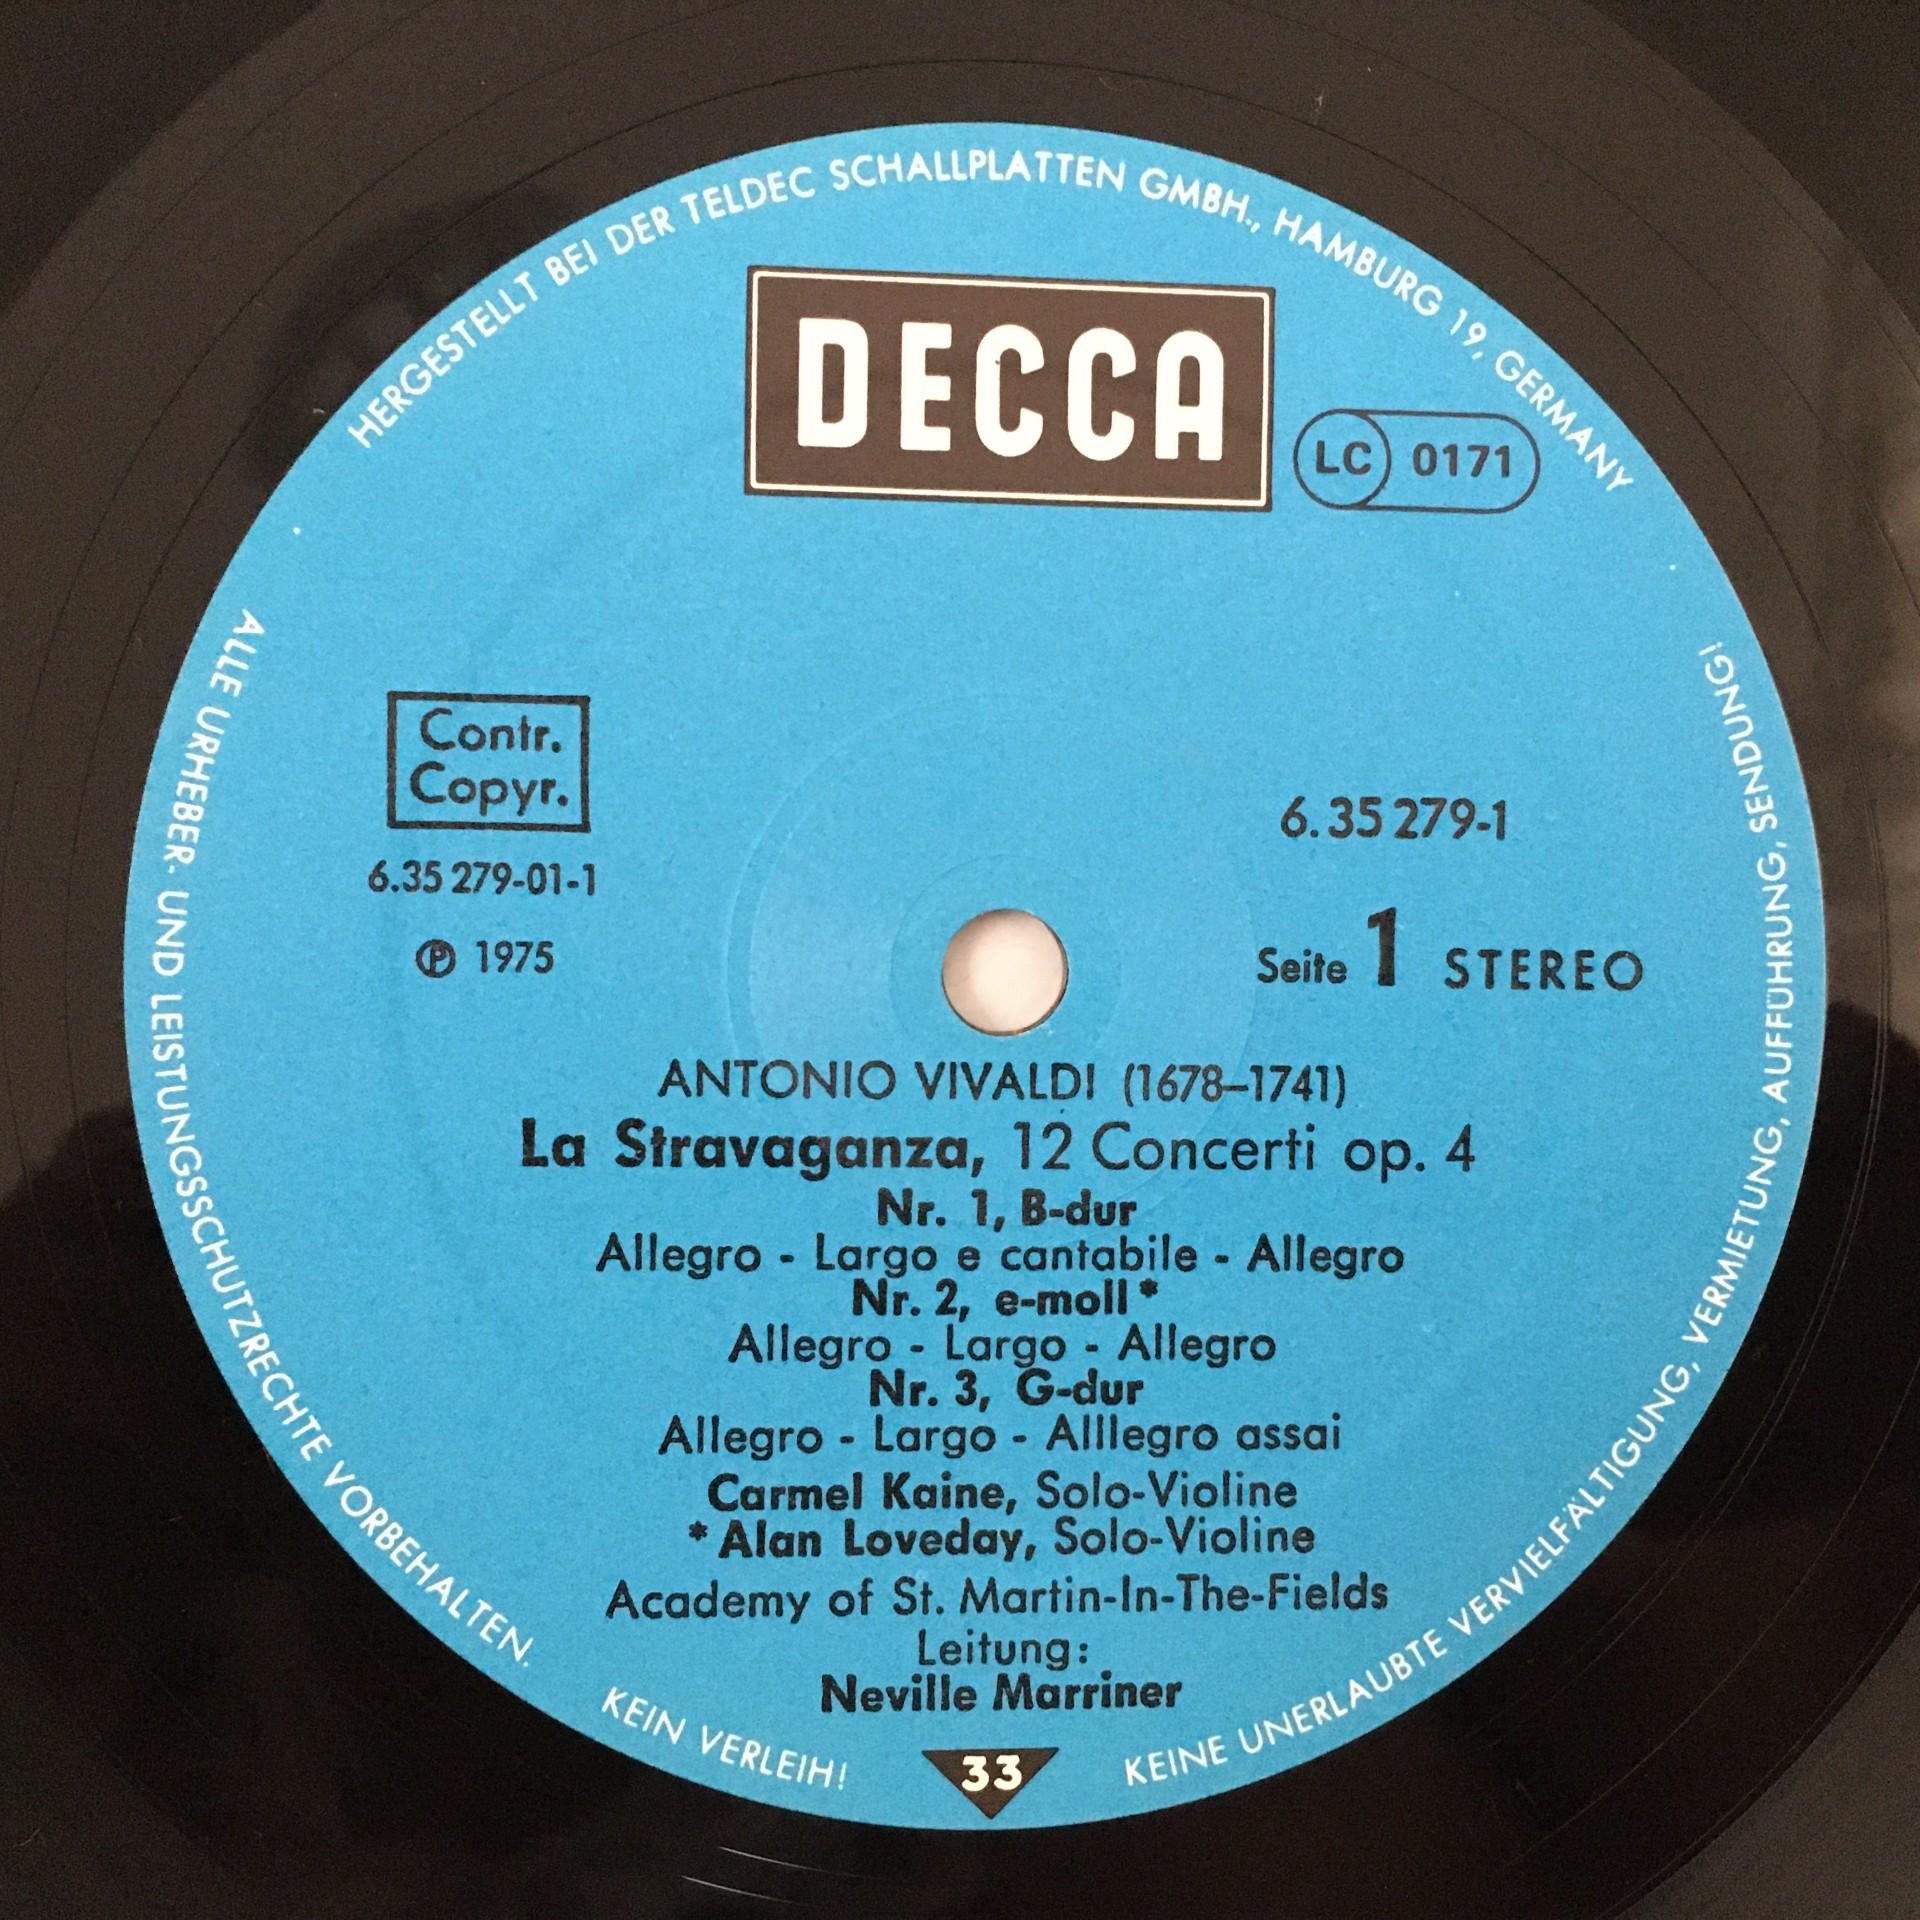 HERGESTELLT BEI DER TELDEC SCHALLPLATTEN GMBH., HAMBURG 19, GERMANY
DECCA
LC 0171
Contr.
Copyr.
6.35 279-01-1
℗ 1975
6.35 279-1
Seite 1 STEREO
ANTONIO VIVALDI (1678–1741)
La Stravaganza, 12 Concerti op. 4
Nr. 1, B-dur
Allegro - Largo e cantabile - Allegro
Nr. 2, e-moll*
Allegro - Largo - Allegro
Nr. 3, G-dur
Allegro - Largo - Alllegro assai
Carmel Kaine, Solo-Violine
*Alan Loveday, Solo-Violine
Academy of St. Martin-In-The-Fields
Leitung:
Neville Marriner
33
ALLE URHEBER- UND LEISTUNGSSCHUTZRECHTE VORBEHALTEN.
KEIN VERLEIH!
KEINE UNERLAUBTE VERVIELFÄLTIGUNG, VERMIETUNG, AUFFÜHRUNG, SENDUNG!